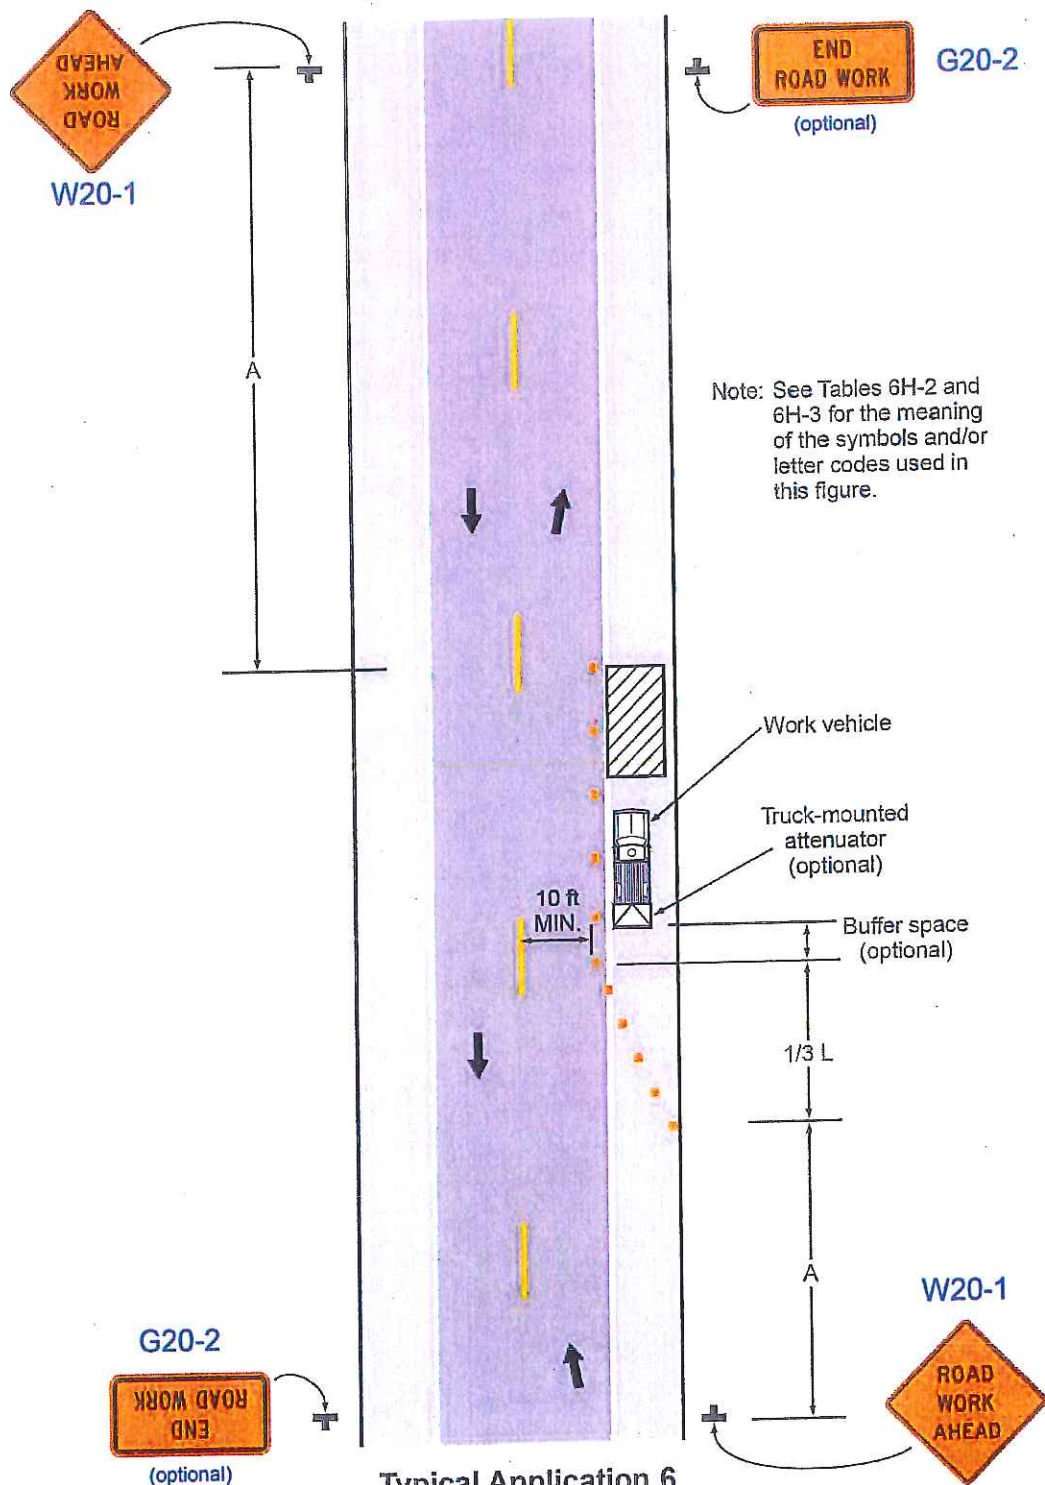 ROAD
WORK
AHEAD
W20-1
END
ROAD WORK
(optional)
G20-2
A
Note: See Tables 6H-2 and
6H-3 for the meaning
of the symbols and/or
letter codes used in
this figure.
Work vehicle
Truck-mounted
attenuator
(optional)
10 ft
MIN.
Buffer space
(optional)
1/3 L
A
W20-1
ROAD
WORK
AHEAD
G20-2
END
ROAD WORK
(optional)
Typical Application 6